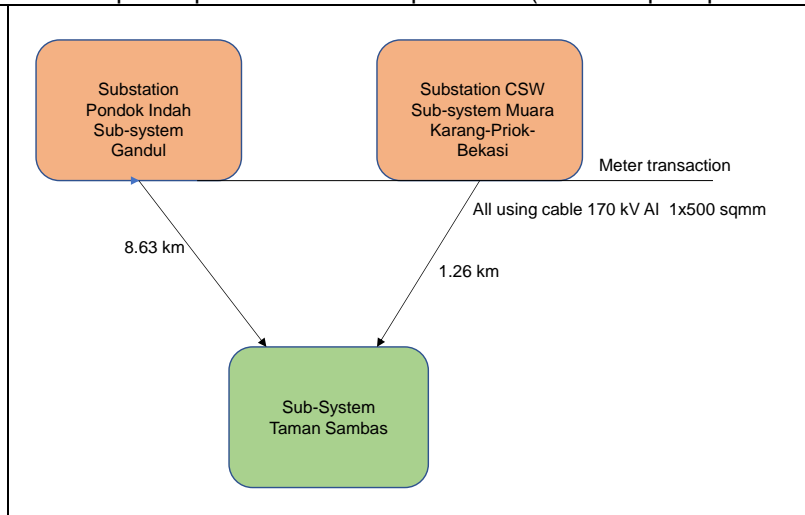 Substation
Pondok Indah
Sub-system
Gandul
Substation CSW
Sub-system Muara
Karang-Priok-
Bekasi
Meter transaction
All using cable 170 kV Al 1x500 sqmm
8.63 km
1.26 km
Sub-System
Taman Sambas